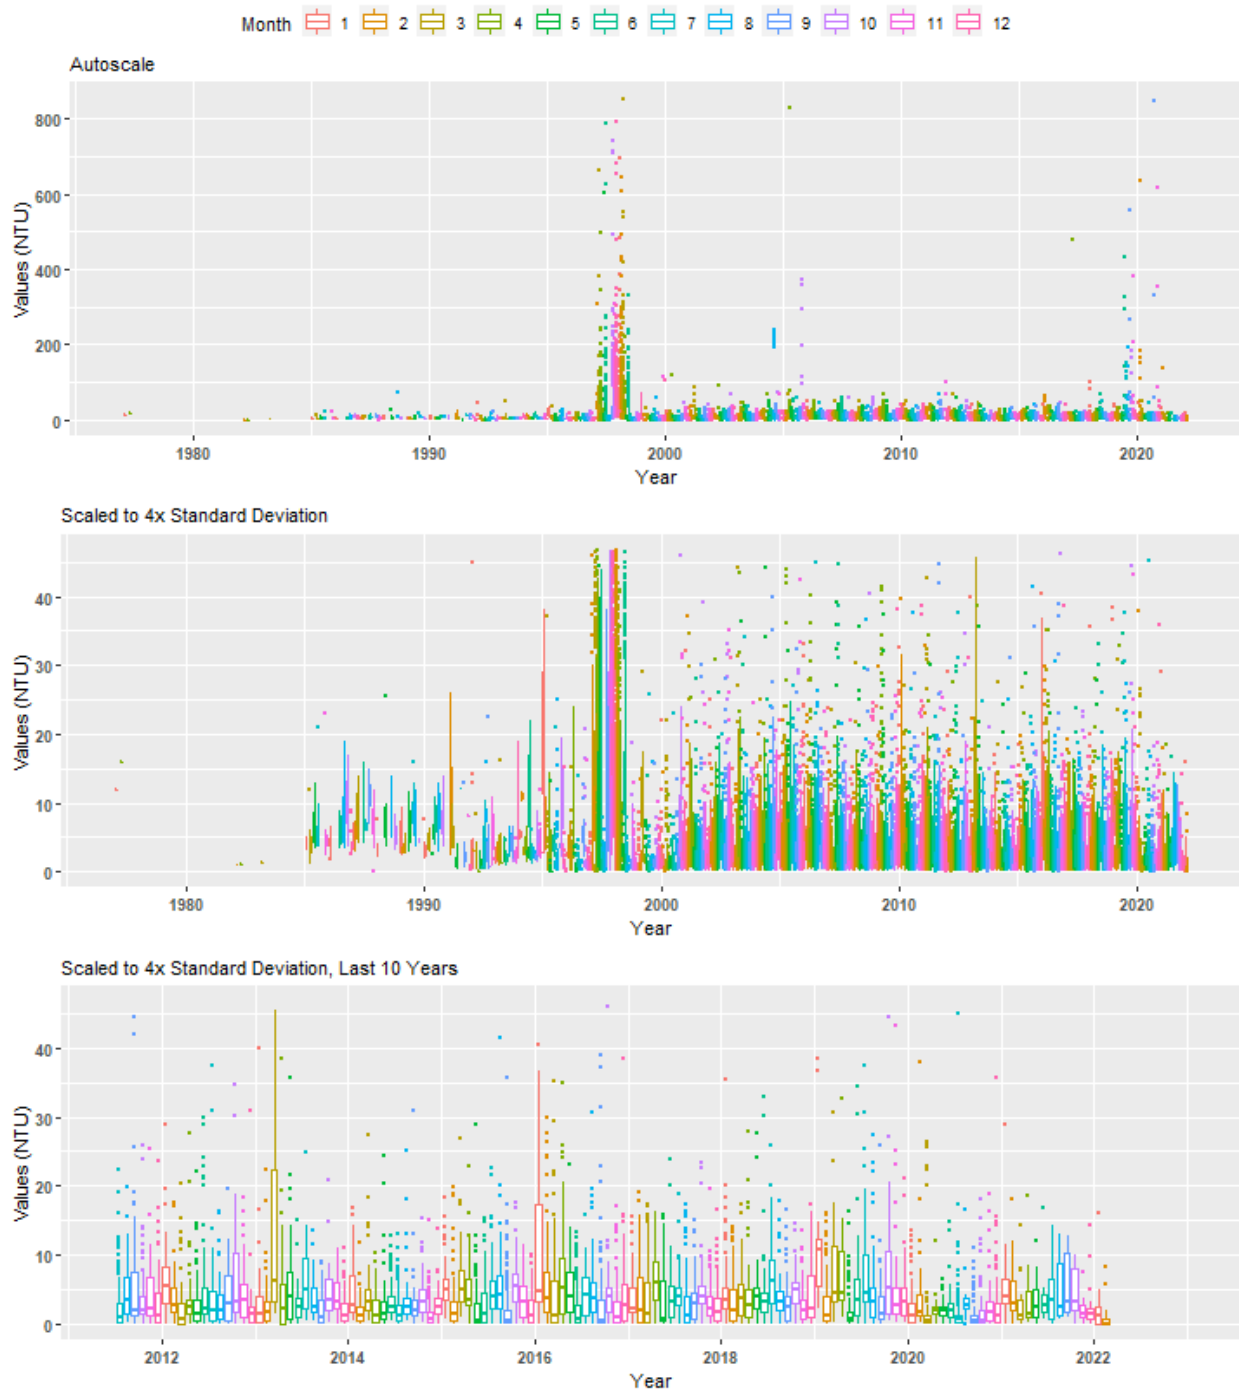 Month 1 2 3 4 5 6 7 8 9 10 11 12
Autoscale
Values (NTU)
800
600
400
200
0
1980 1990 2000 2010 2020
Year
Scaled to 4x Standard Deviation
Values (NTU)
40
30
20
10
0
1980 1990 2000 2010 2020
Year
Scaled to 4x Standard Deviation, Last 10 Years
Values (NTU)
40
30
20
10
0
2012 2014 2016 2018 2020 2022
Year